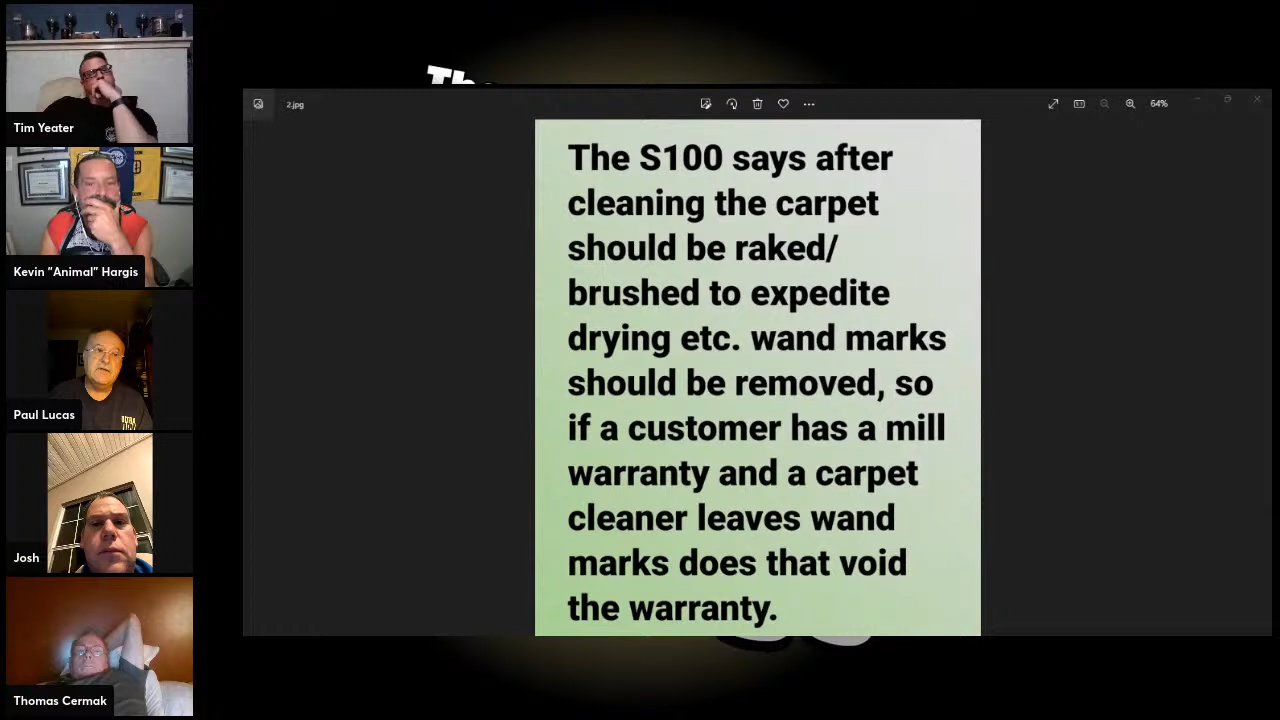 Tim Yeater
Kevin "Animal" Hargis
Paul Lucas
Josh
Thomas Cermak
The
2.jpg
64%
The S100 says after
cleaning the carpet
should be raked/
brushed to expedite
drying etc. wand marks
should be removed, so
if a customer has a mill
warranty and a carpet
cleaner leaves wand
marks does that void
the warranty.